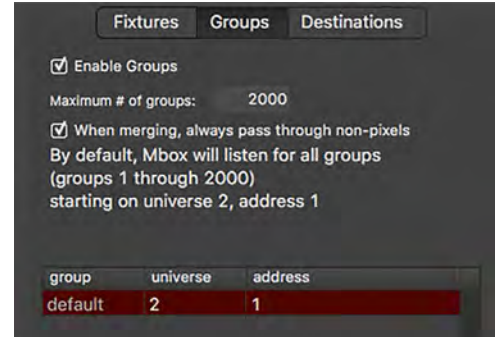 Fixtures Groups Destinations
Enable Groups
Maximum # of groups: 2000
When merging, always pass through non-pixels
By default, Mbox will listen for all groups
(groups 1 through 2000)
starting on universe 2, address 1
group universe address
default 2 1